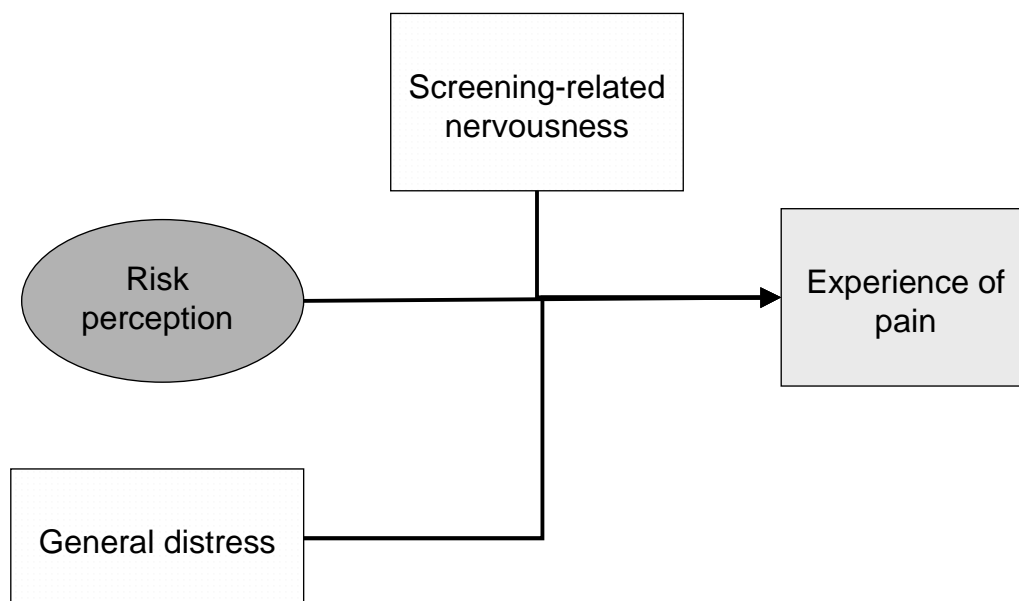 Screening-related
nervousness
Risk
perception
Experience of
pain
General distress